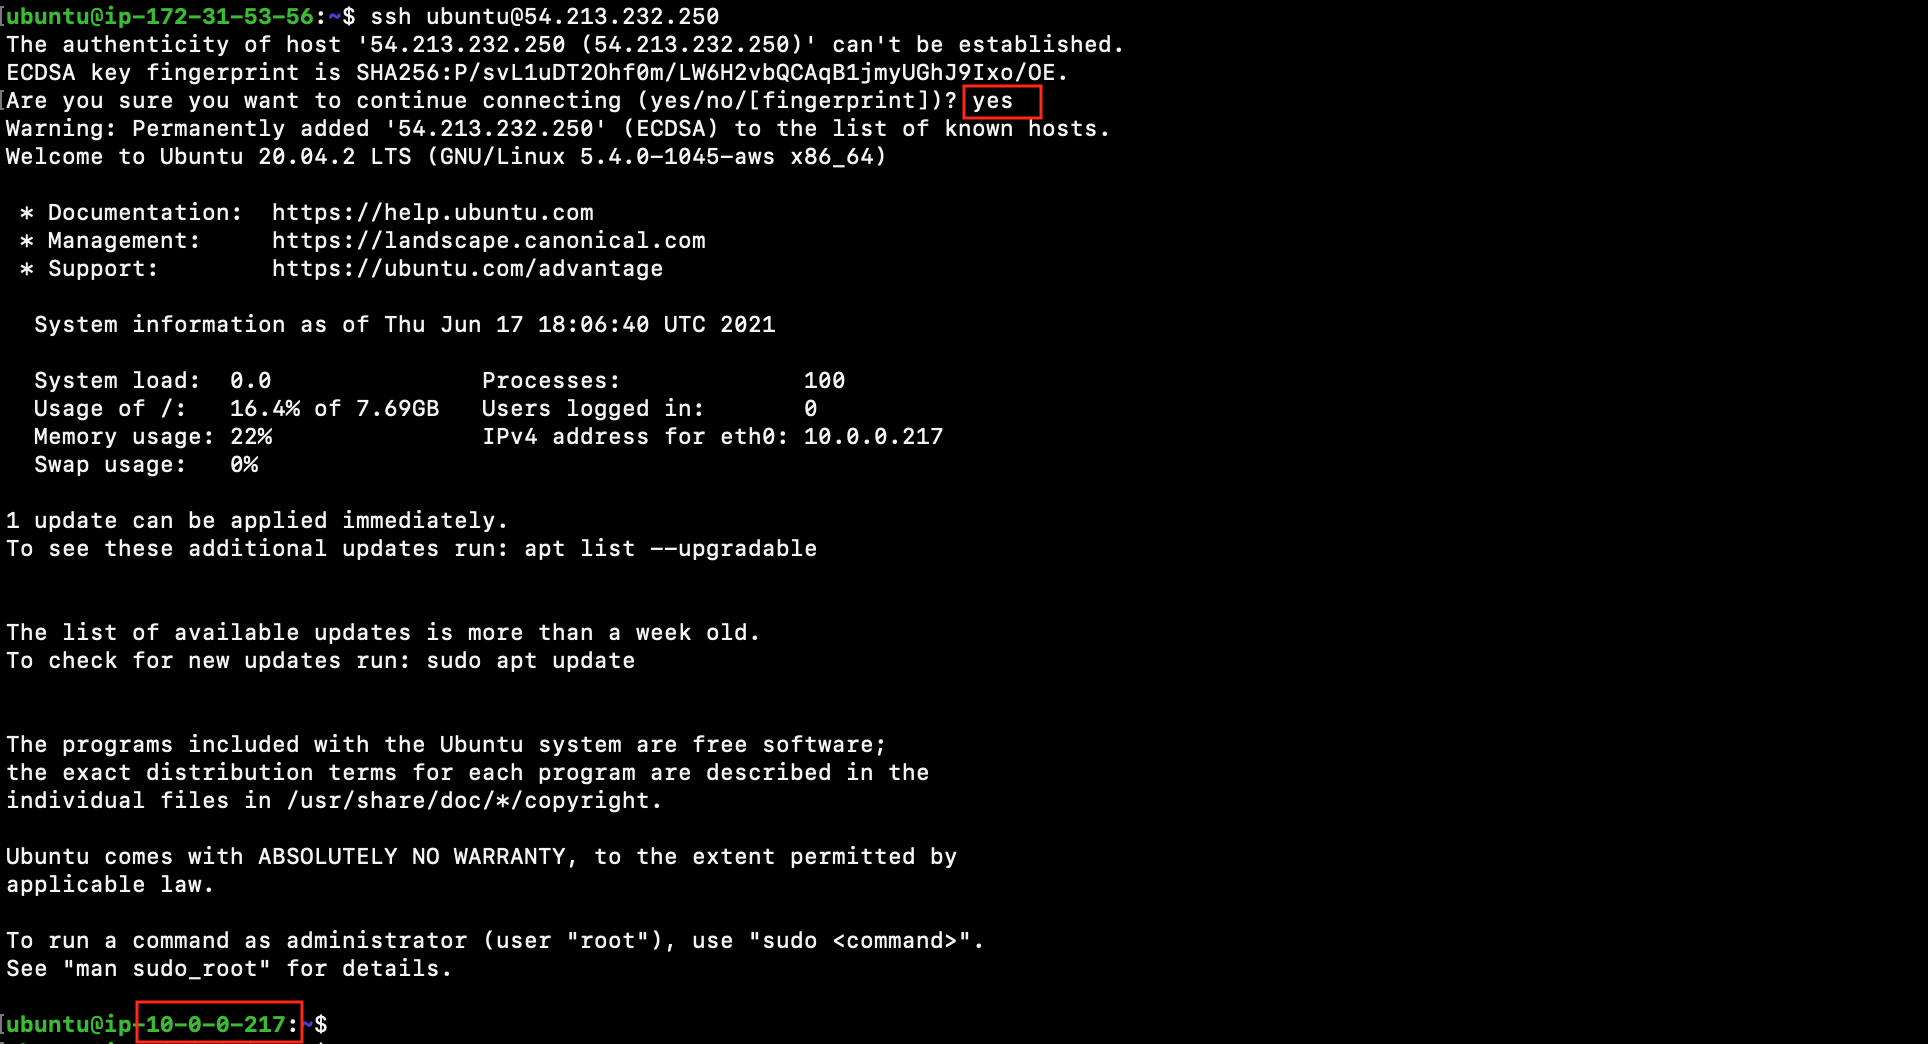 ubuntu@ip-172-31-53-56:~$ ssh ubuntu@54.213.232.250
The authenticity of host '54.213.232.250 (54.213.232.250)' can't be established.
ECDSA key fingerprint is SHA256:P/svL1uDT2Ohf0m/LW6H2vbQCAqB1jmyUGhJ9Ixo/OE.
Are you sure you want to continue connecting (yes/no/[fingerprint])? yes
Warning: Permanently added '54.213.232.250' (ECDSA) to the list of known hosts.
Welcome to Ubuntu 20.04.2 LTS (GNU/Linux 5.4.0-1045-aws x86_64)
* Documentation:  https://help.ubuntu.com
* Management:     https://landscape.canonical.com
* Support:        https://ubuntu.com/advantage
System information as of Thu Jun 17 18:06:40 UTC 2021
System load:  0.0               Processes:             100
Usage of /:   16.4% of 7.69GB   Users logged in:       0
Memory usage: 22%               IPv4 address for eth0: 10.0.0.217
Swap usage:   0%
1 update can be applied immediately.
To see these additional updates run: apt list --upgradable
The list of available updates is more than a week old.
To check for new updates run: sudo apt update
The programs included with the Ubuntu system are free software;
the exact distribution terms for each program are described in the
individual files in /usr/share/doc/*/copyright.
Ubuntu comes with ABSOLUTELY NO WARRANTY, to the extent permitted by
applicable law.
To run a command as administrator (user "root"), use "sudo <command>".
See "man sudo_root" for details.
ubuntu@ip-10-0-0-217:~$